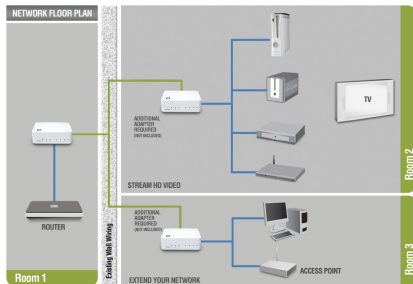 NETWORK FLOOR PLAN
ADDITIONAL
ADAPTER
REQUIRED
(NOT INCLUDED)
TV
STREAM HD VIDEO
Room 2
ROUTER
Room 1
Existing Wall Wiring
ADDITIONAL
ADAPTER
REQUIRED
(NOT INCLUDED)
ACCESS POINT
EXTEND YOUR NETWORK
Room 3